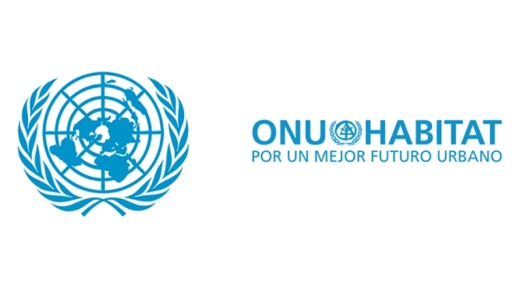 ONU HABITAT
POR UN MEJOR FUTURO URBANO